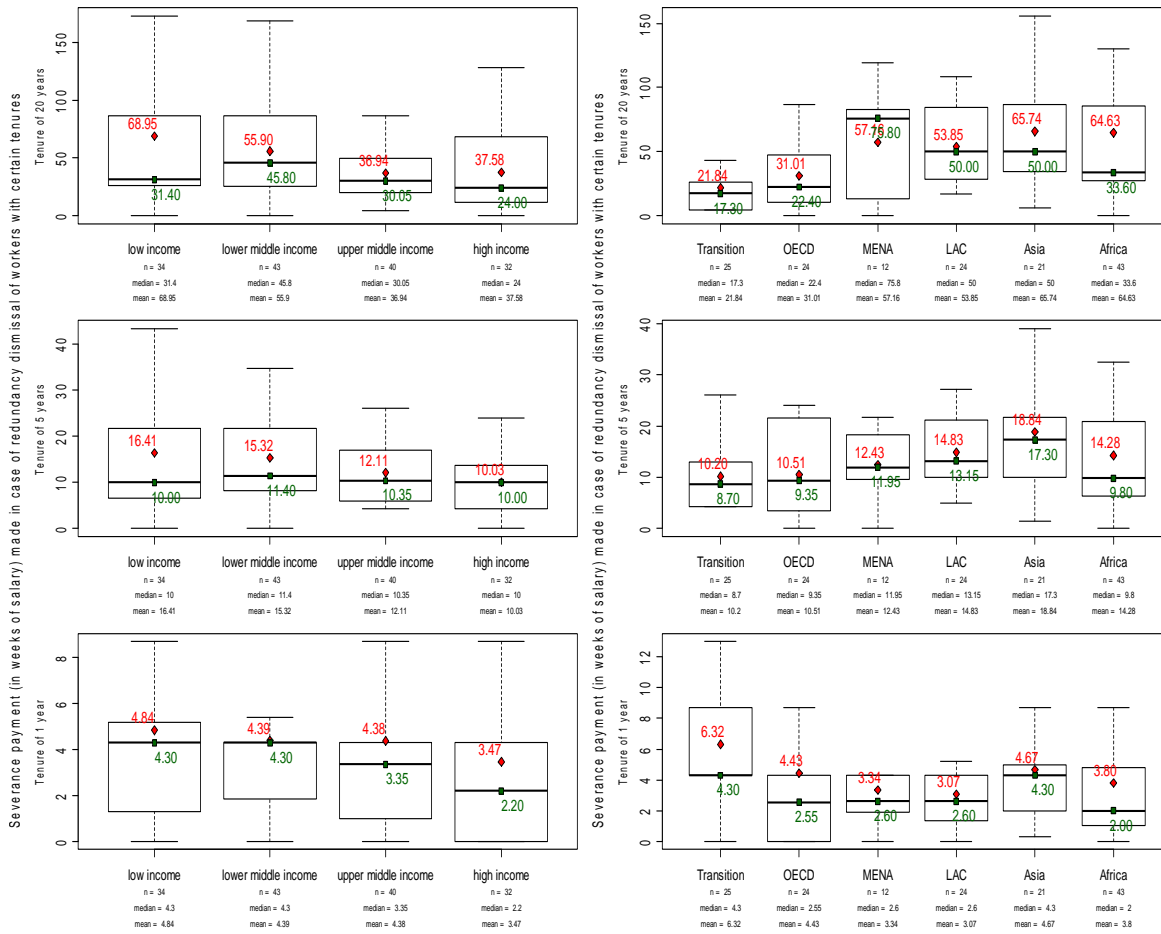 Severance payment (in weeks of salary) made in case of redundancy dismissal of workers with certain tenures
Tenure of 20 years
0 50 100 150
68.95 55.90 36.94 37.58
31.40 45.80 30.05 24.00
low income lower middle income upper middle income high income
n = 34 n = 43 n = 40 n = 32
median = 31.4 median = 45.8 median = 30.05 median = 24
mean = 68.95 mean = 55.9 mean = 36.94 mean = 37.58
Tenure of 5 years
0 10 20 30 40
16.41 15.32 12.11 10.03
10.00 11.40 10.35 10.00
low income lower middle income upper middle income high income
n = 34 n = 43 n = 40 n = 32
median = 10 median = 11.4 median = 10.35 median = 10
mean = 16.41 mean = 15.32 mean = 12.11 mean = 10.03
Tenure of 1 year
0 2 4 6 8
4.84 4.39 4.38 3.47
4.30 4.30 3.35 2.20
low income lower middle income upper middle income high income
n = 34 n = 43 n = 40 n = 32
median = 4.3 median = 4.3 median = 3.35 median = 2.2
mean = 4.84 mean = 4.39 mean = 4.38 mean = 3.47
Severance payment (in weeks of salary) made in case of redundancy dismissal of workers with certain tenures
Tenure of 20 years
0 50 100 150
21.84 31.01 57.16 53.85 65.74 64.63
17.30 22.40 75.80 50.00 50.00 33.60
Transition OECD MENA LAC Asia Africa
n = 25 n = 24 n = 12 n = 24 n = 21 n = 43
median = 17.3 median = 22.4 median = 75.8 median = 50 median = 50 median = 33.6
mean = 21.84 mean = 31.01 mean = 57.16 mean = 53.85 mean = 65.74 mean = 64.63
Tenure of 5 years
0 10 20 30 40
10.20 10.51 12.43 14.83 18.84 14.28
8.70 9.35 11.95 13.15 17.30 9.80
Transition OECD MENA LAC Asia Africa
n = 25 n = 24 n = 12 n = 24 n = 21 n = 43
median = 8.7 median = 9.35 median = 11.95 median = 13.15 median = 17.3 median = 9.8
mean = 10.2 mean = 10.51 mean = 12.43 mean = 14.83 mean = 18.84 mean = 14.28
Tenure of 1 year
0 2 4 6 8 10 12
6.32 4.43 3.34 3.07 4.67 3.80
4.30 2.55 2.60 2.60 4.30 2.00
Transition OECD MENA LAC Asia Africa
n = 25 n = 24 n = 12 n = 24 n = 21 n = 43
median = 4.3 median = 2.55 median = 2.6 median = 2.6 median = 4.3 median = 2
mean = 6.32 mean = 4.43 mean = 3.34 mean = 3.07 mean = 4.67 mean = 3.8